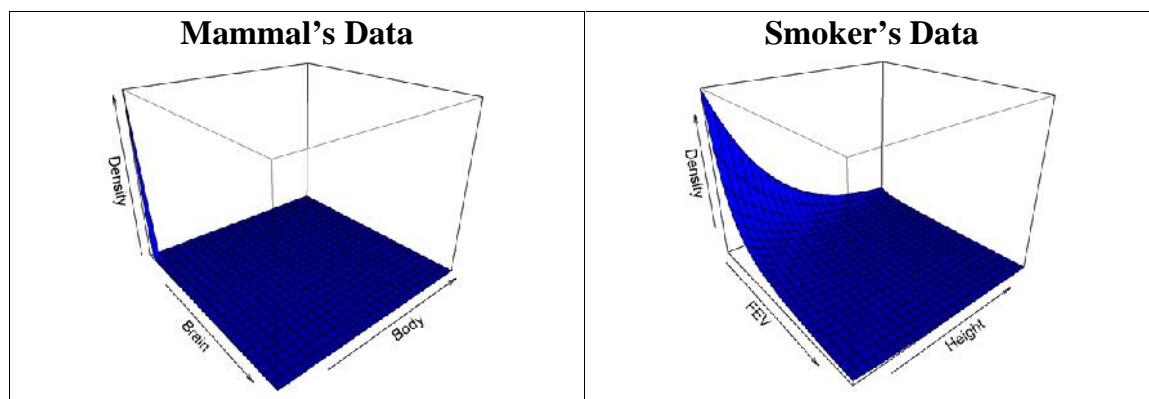 Mammal's Data
Density
Brain
Body
Smoker's Data
Density
FEV
Height